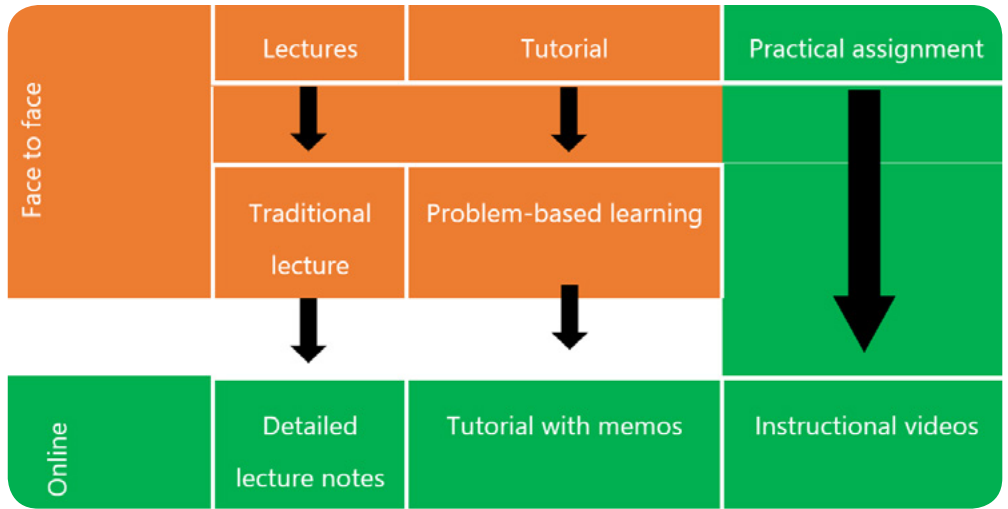 Face to face
Lectures
Tutorial
Practical assignment
Traditional
lecture
Problem-based learning
Online
Detailed
lecture notes
Tutorial with memos
Instructional videos